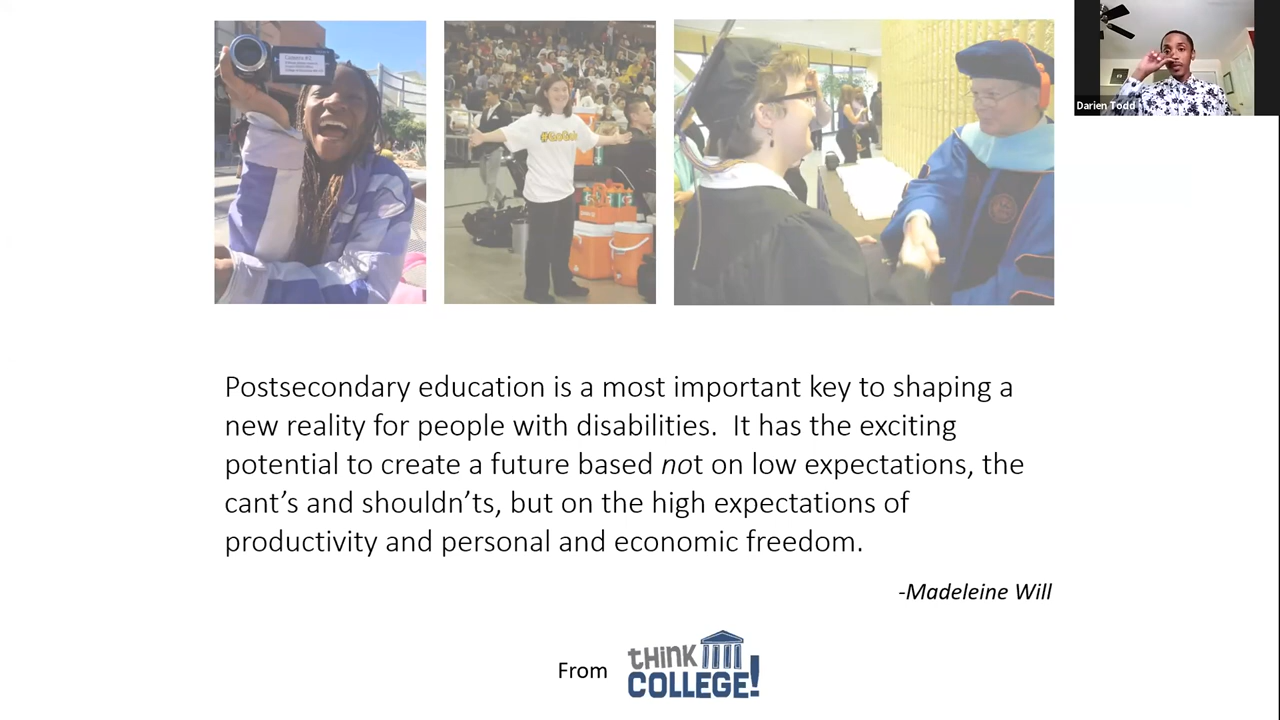 Darien Todd
Postsecondary education is a most important key to shaping a
new reality for people with disabilities.  It has the exciting
potential to create a future based not on low expectations, the
cant’s and shouldn’ts, but on the high expectations of
productivity and personal and economic freedom.
-Madeleine Will
From
THINK
COLLEGE!